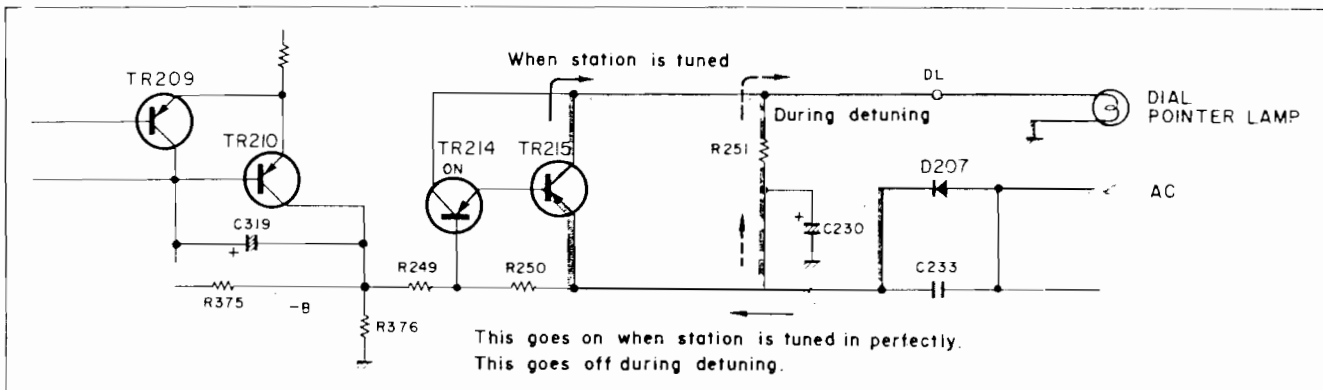 When station is tuned
TR209
DL
DIAL
POINTER LAMP
During detuning
TR210
TR214
TR215
ON
R251
D207
AC
C319
+
+
C230
R249
R250
C233
R375
-B
R376
This goes on when station is tuned in perfectly.
This goes off during detuning.